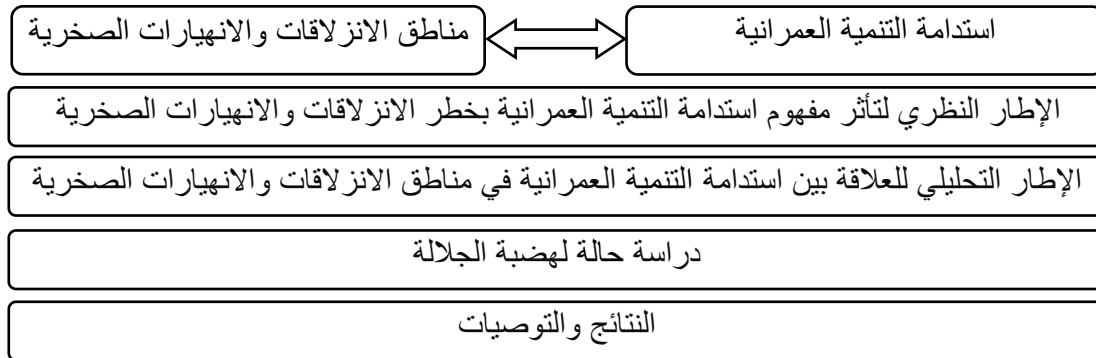 استدامة التنمية العمرانية
مناطق الانزلاقات والانهيارات الصخرية
الإطار النظري لتأثر مفهوم استدامة التنمية العمرانية بخطر الانزلاقات والانهيارات الصخرية
الإطار التحليلي للعلاقة بين استدامة التنمية العمرانية في مناطق الانزلاقات والانهيارات الصخرية
دراسة حالة لهضبة الجلالة
النتائج والتوصيات